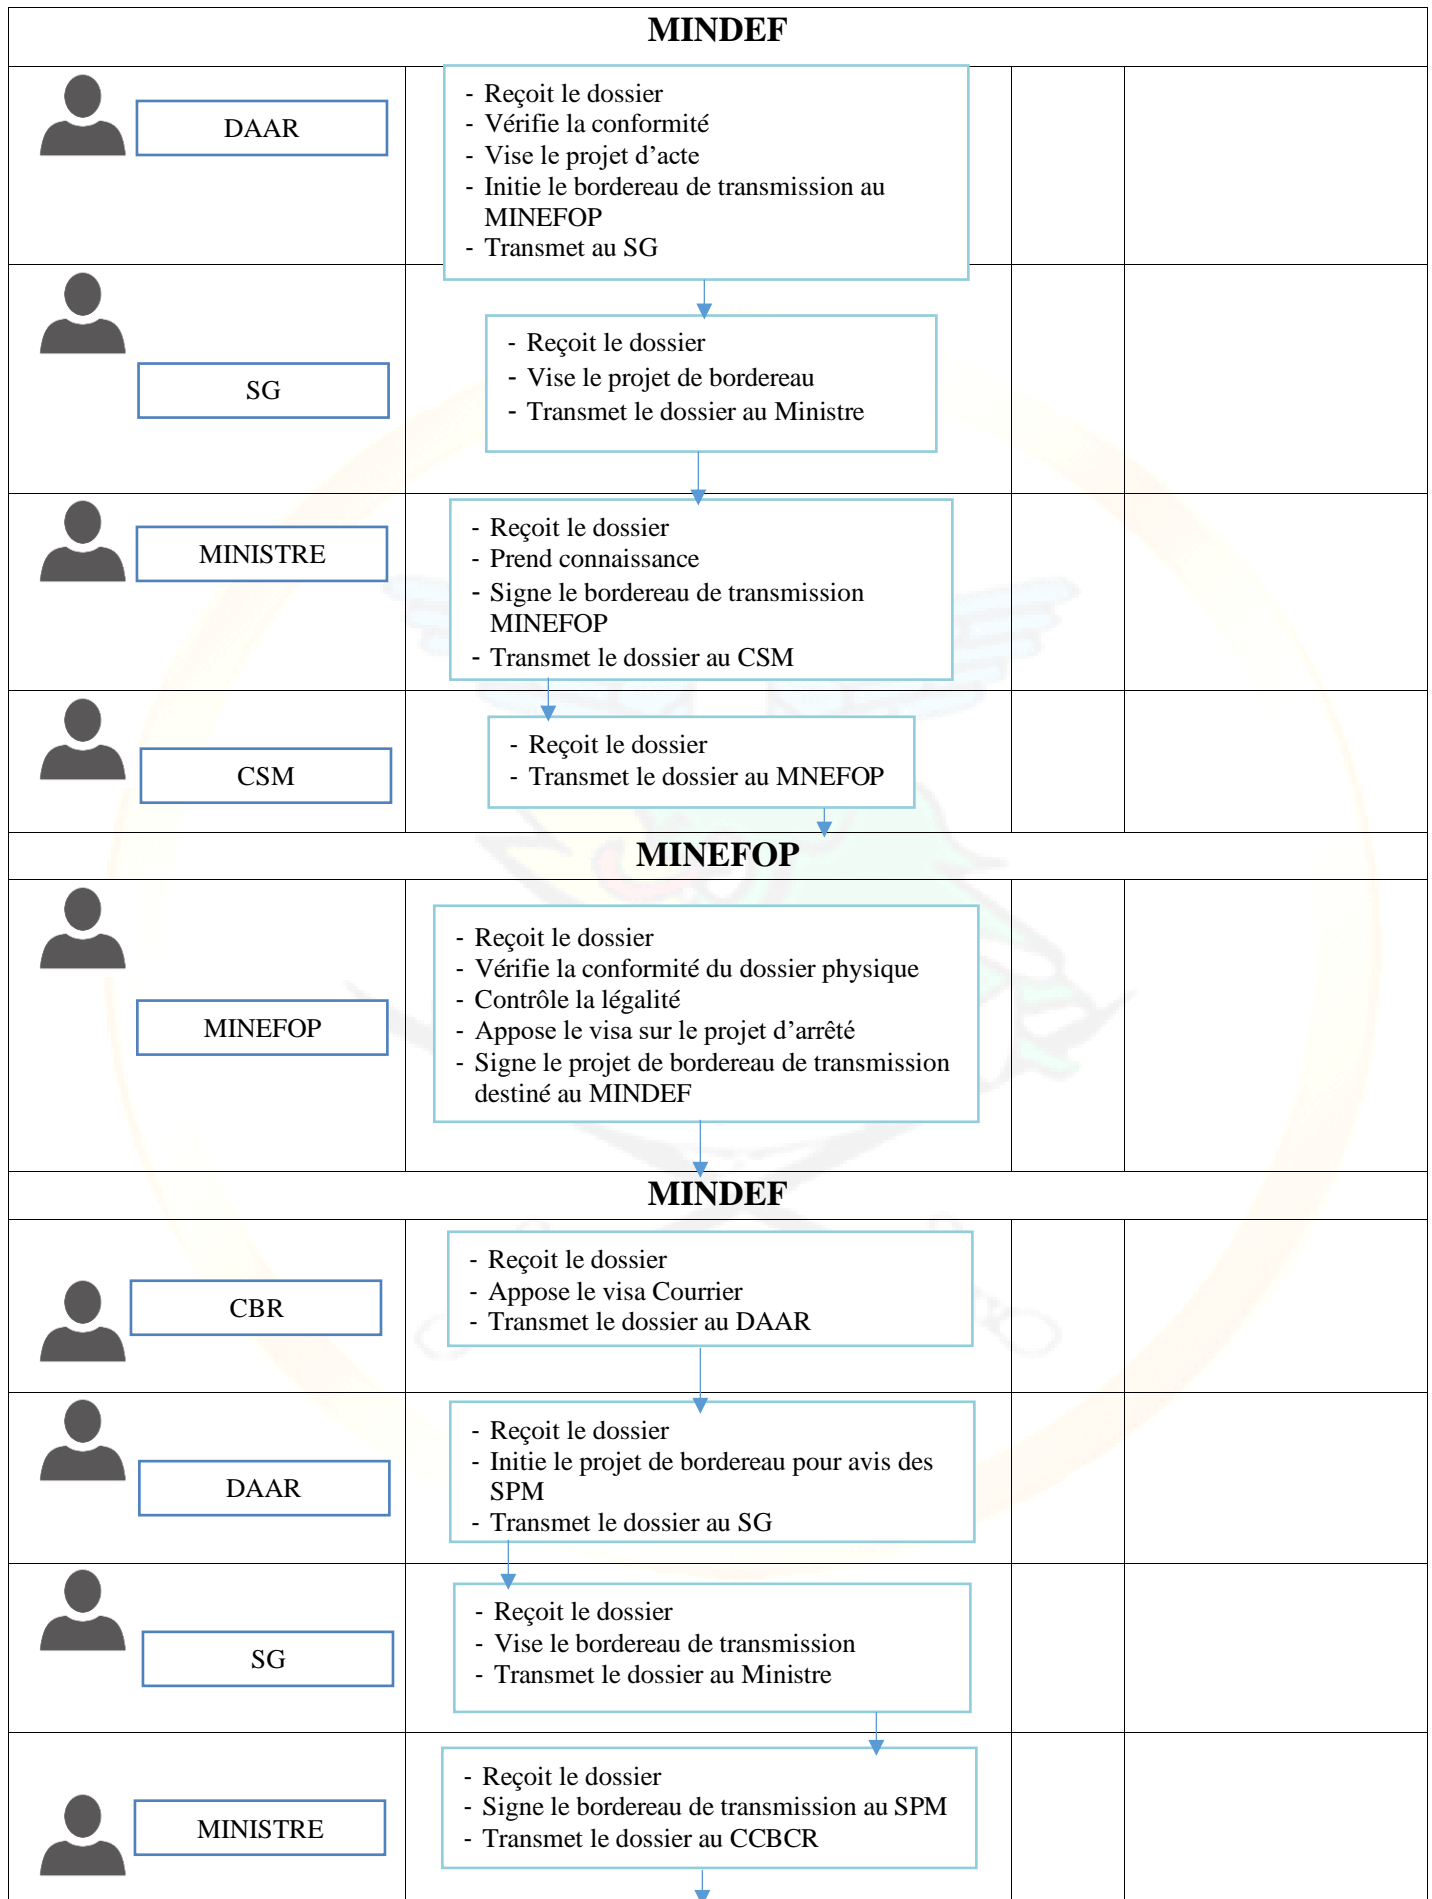 MINDEF
DAAR
- Reçoit le dossier
- Vérifie la conformité
- Vise le projet d’acte
- Initie le bordereau de transmission au
MINEFOP
- Transmet au SG
SG
- Reçoit le dossier
- Vise le projet de bordereau
- Transmet le dossier au Ministre
MINISTRE
- Reçoit le dossier
- Prend connaissance
- Signe le bordereau de transmission
MINEFOP
- Transmet le dossier au CSM
CSM
- Reçoit le dossier
- Transmet le dossier au MNEFOP
MINEFOP
MINEFOP
- Reçoit le dossier
- Vérifie la conformité du dossier physique
- Contrôle la légalité
- Appose le visa sur le projet d’arrêté
- Signe le projet de bordereau de transmission
destiné au MINDEF
MINDEF
CBR
- Reçoit le dossier
- Appose le visa Courrier
- Transmet le dossier au DAAR
DAAR
- Reçoit le dossier
- Initie le projet de bordereau pour avis des
SPM
- Transmet le dossier au SG
SG
- Reçoit le dossier
- Vise le bordereau de transmission
- Transmet le dossier au Ministre
MINISTRE
- Reçoit le dossier
- Signe le bordereau de transmission au SPM
- Transmet le dossier au CCBCR